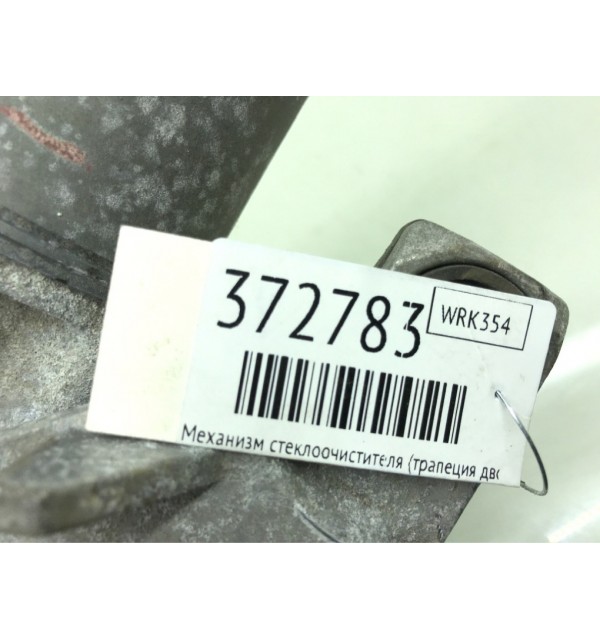 372783
WRK354
Механизм стеклоочистителя (трапеция